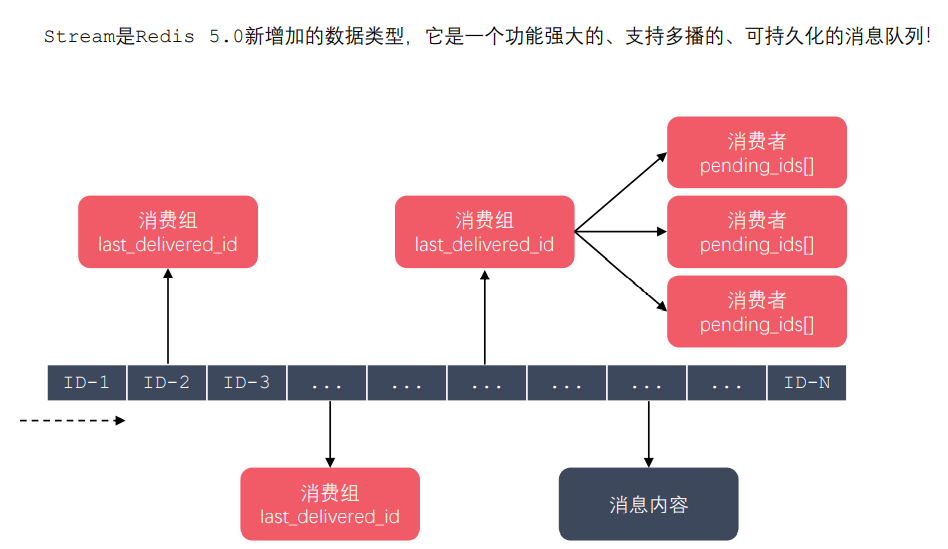 Stream是Redis 5.0新增加的数据类型，它是一个功能强大的、支持多播的、可持久化的消息队列！
消费者
pending_ids[]
消费组
last_delivered_id
消费组
last_delivered_id
消费者
pending_ids[]
消费者
pending_ids[]
ID-1 ID-2 ID-3 ... ... ... ... ... ... ID-N
消费组
last_delivered_id
消息内容